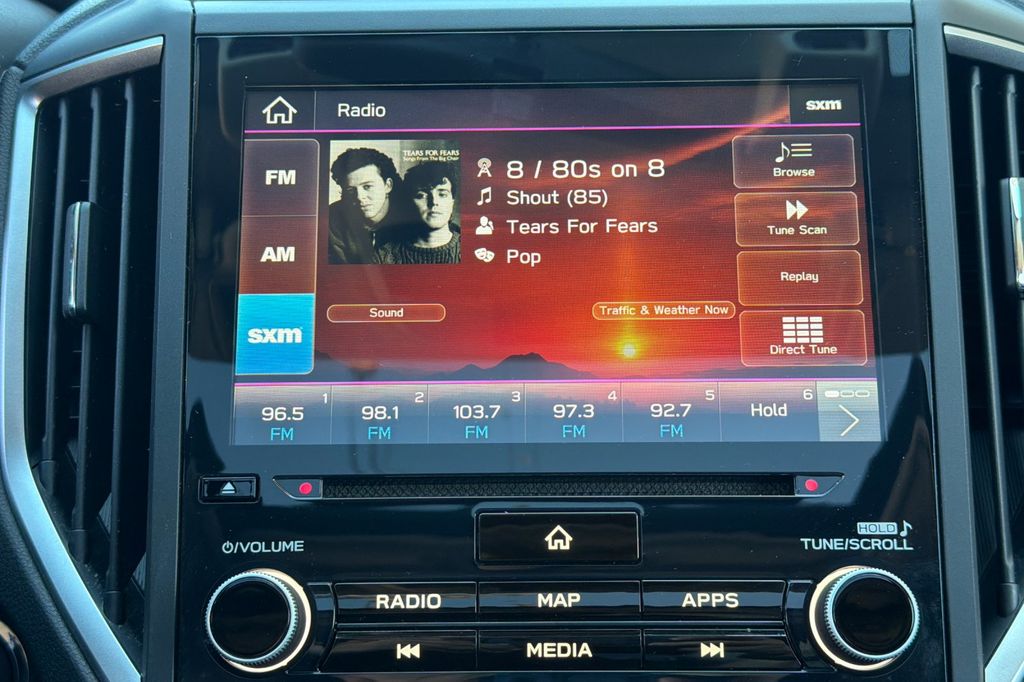 Radio
sxm
FM
AM
sxm
TEARS FOR FEARS
Songs From The Big Chair
8 / 80s on 8
Shout (85)
Tears For Fears
Pop
Sound
Traffic & Weather Now
Browse
Tune Scan
Replay
Direct Tune
1
96.5
FM
2
98.1
FM
3
103.7
FM
4
97.3
FM
5
92.7
FM
6
Hold
/VOLUME
HOLD
TUNE/SCROLL
RADIO
MAP
APPS
MEDIA